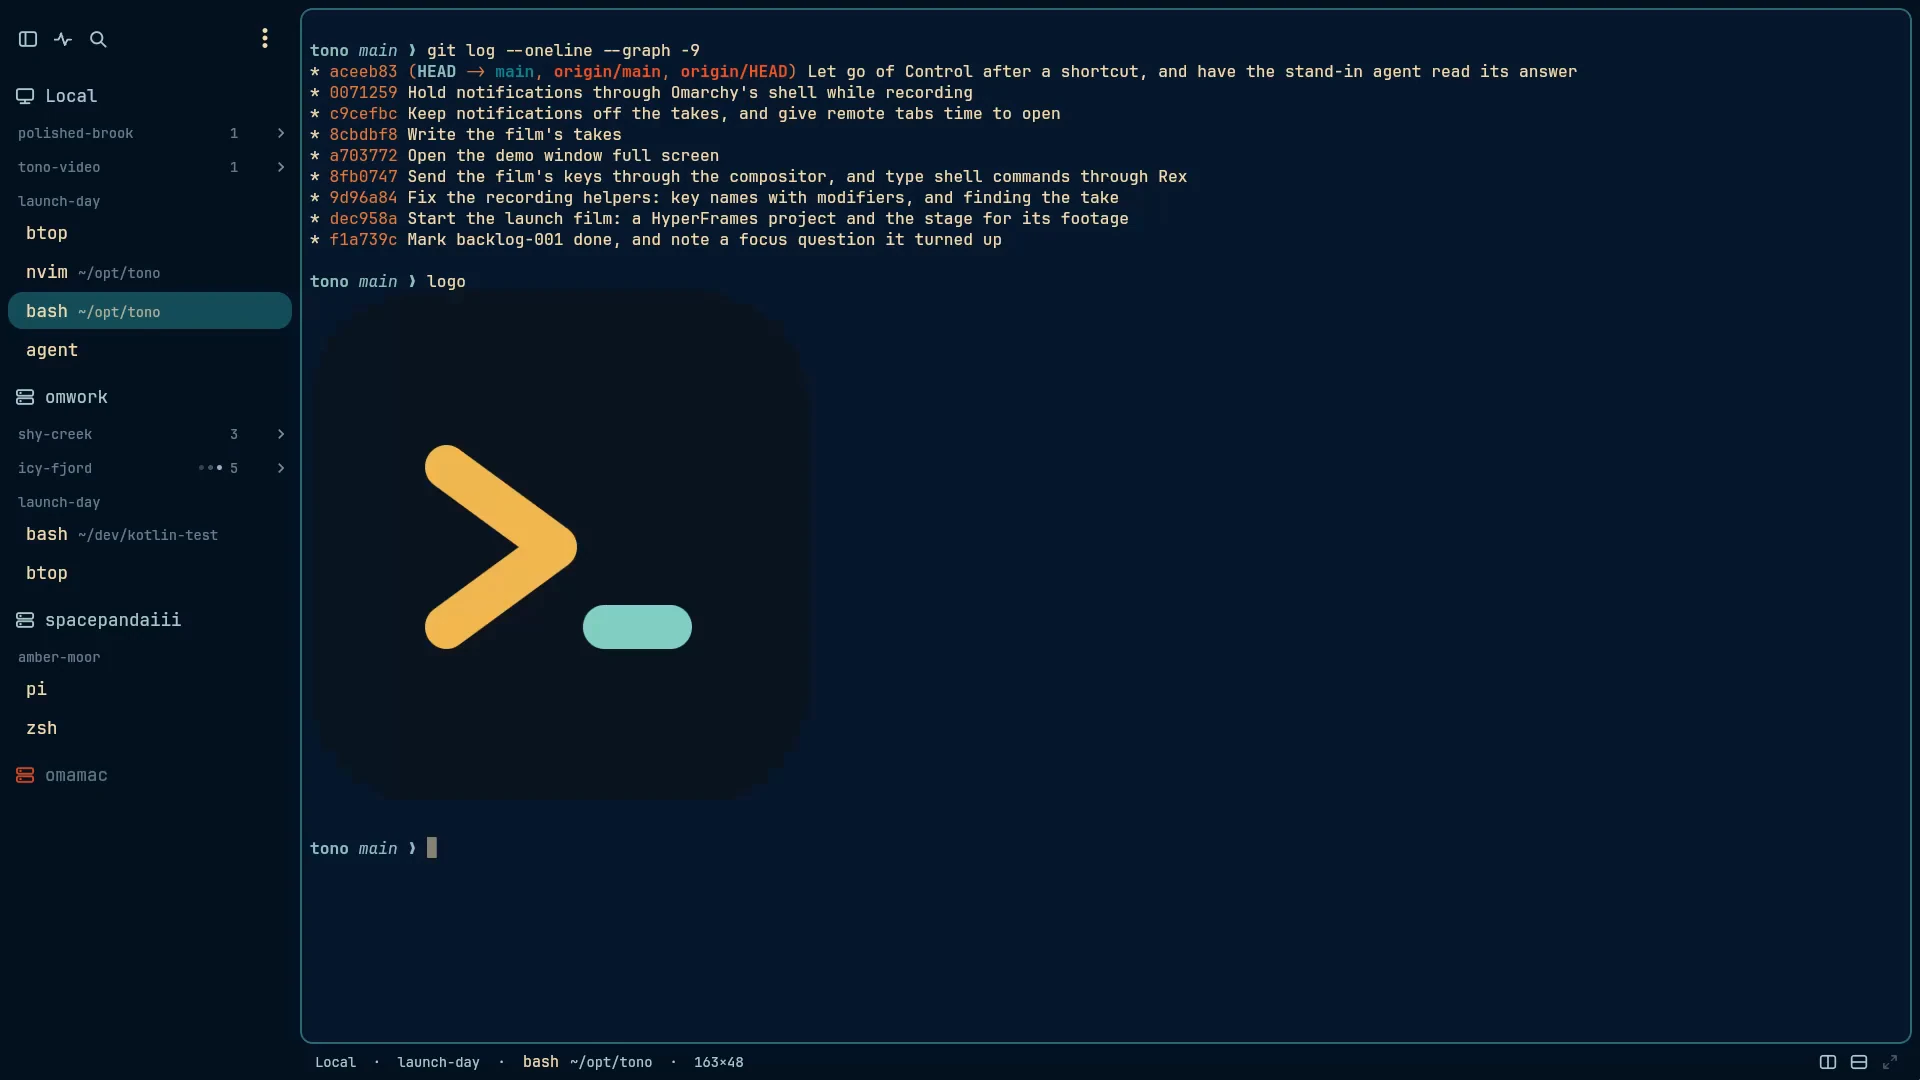 Local
polished-brook 1
tono-video 1
launch-day
btop
nvim ~/opt/tono
bash ~/opt/tono
agent
omwork
shy-creek 3
icy-fjord 5
launch-day
bash ~/dev/kotlin-test
btop
spacepandaiii
amber-moor
pi
zsh
omamac
tono main ❯ git log --oneline --graph -9
* aceeb83 (HEAD -> main, origin/main, origin/HEAD) Let go of Control after a shortcut, and have the stand-in agent read its answer
* 0071259 Hold notifications through Omarchy's shell while recording
* c9cefbc Keep notifications off the takes, and give remote tabs time to open
* 8cbdbf8 Write the film's takes
* a703772 Open the demo window full screen
* 8fb0747 Send the film's keys through the compositor, and type shell commands through Rex
* 9d96a84 Fix the recording helpers: key names with modifiers, and finding the take
* dec958a Start the launch film: a HyperFrames project and the stage for its footage
* f1a739c Mark backlog-001 done, and note a focus question it turned up
tono main ❯ logo
tono main ❯
Local · launch-day · bash ~/opt/tono · 163×48